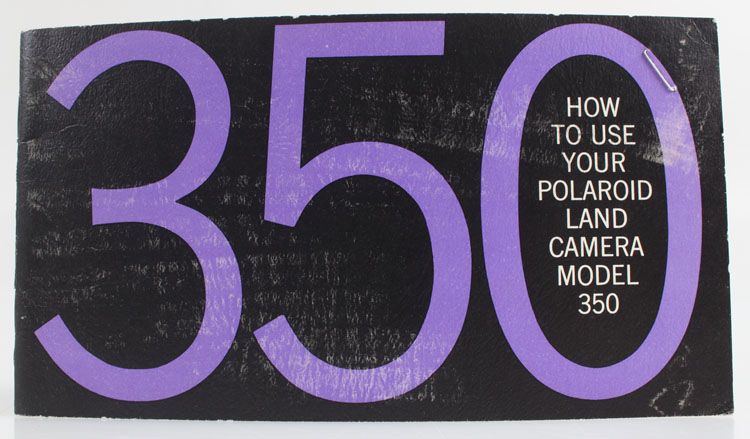 350
HOW
TO USE
YOUR
POLAROID
LAND
CAMERA
MODEL
350